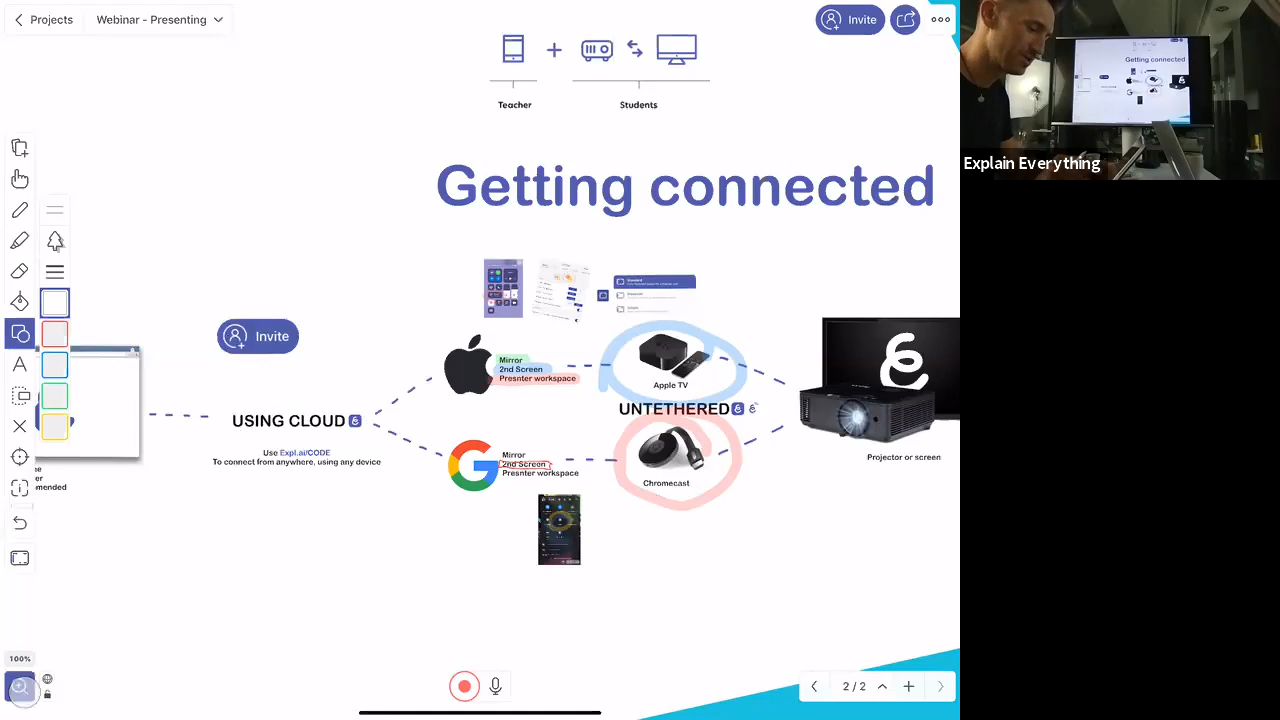 Projects
Webinar - Presenting
Invite
Teacher
Students
Explain Everything
Getting connected
Standard
Invite
Mirror
2nd Screen
Presnter workspace
Apple TV
USING CLOUD
UNTETHERED
Use Expl.ai/CODE
To connect from anywhere, using any device
Mirror
2nd Screen
Presnter workspace
Chromecast
Projector or screen
100%
2 / 2